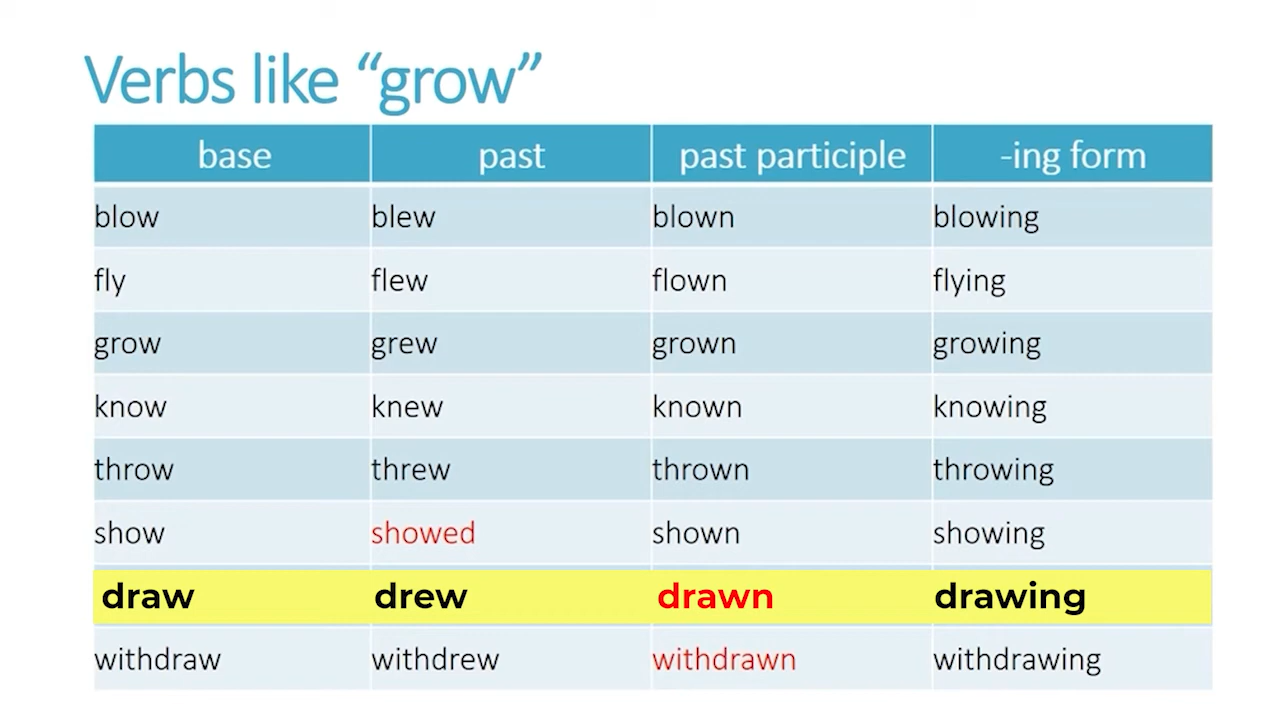 Verbs like “grow”
base past past participle -ing form
blow blew blown blowing
fly flew flown flying
grow grew grown growing
know knew known knowing
throw threw thrown throwing
show showed shown showing
draw drew drawn drawing
withdraw withdrew withdrawn withdrawing